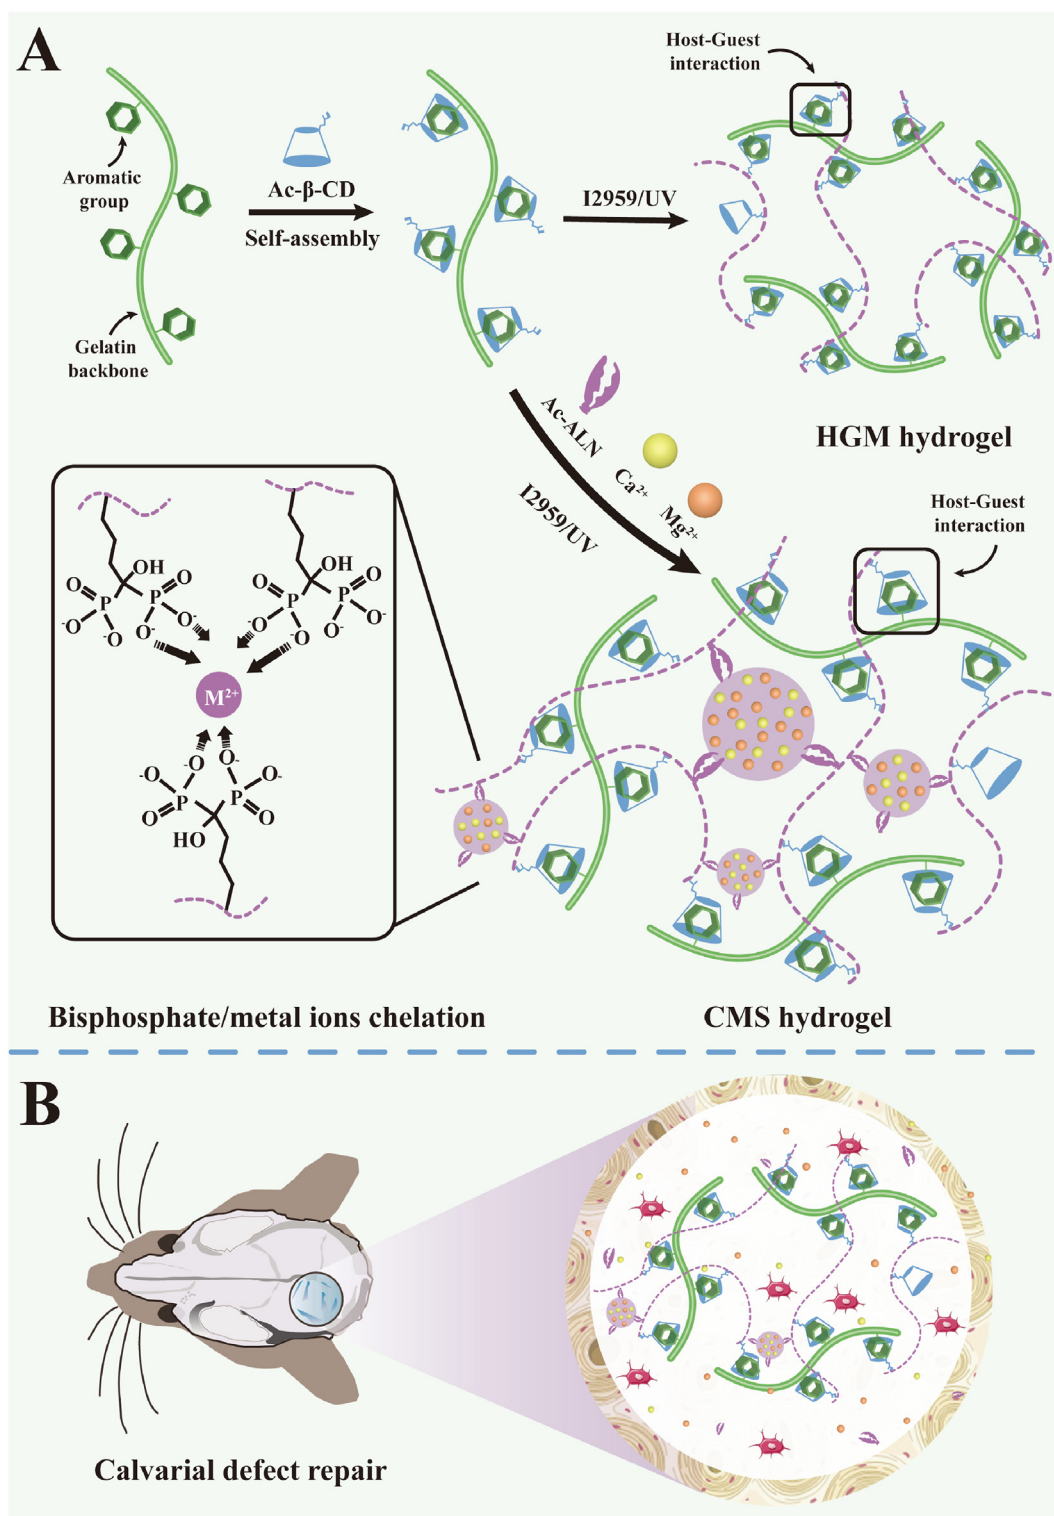 A
Host-Guest
interaction
Aromatic
group
Ac-β-CD
Self-assembly
I2959/UV
Gelatin
backbone
HGM hydrogel
Ac-ALN
Ca²⁺
Mg²⁺
I2959/UV
Host-Guest
interaction
OH
OH
O
O
O
O
P
P
P
P
⁻O
⁻O
O⁻
O⁻
⁻O
⁻O
O⁻
O⁻
M²⁺
⁻O
⁻O
O⁻
O⁻
P
P
O
O
HO
Bisphosphate/metal ions chelation
CMS hydrogel
B
Calvarial defect repair